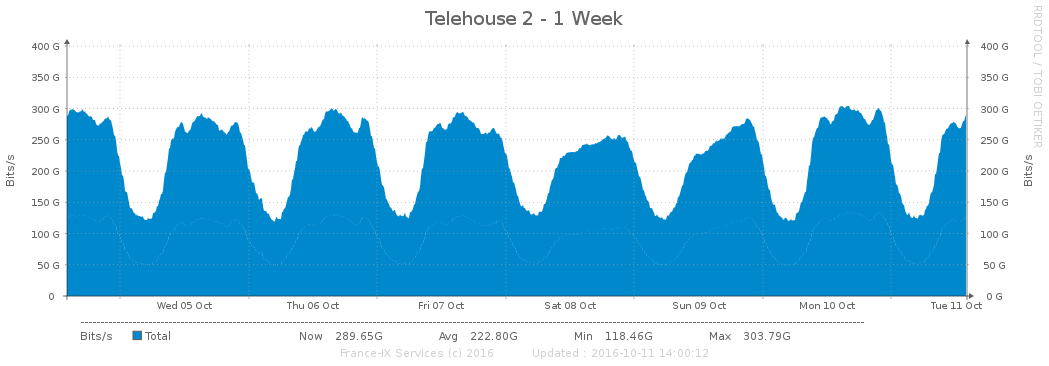 Telehouse 2 - 1 Week
RRDTOOL / TOBI OETIKER
Bits/s
400 G
350 G
300 G
250 G
200 G
150 G
100 G
50 G
0
400 G
350 G
300 G
250 G
200 G
150 G
100 G
50 G
0 G
Bits/s
Wed 05 Oct Thu 06 Oct Fri 07 Oct Sat 08 Oct Sun 09 Oct Mon 10 Oct Tue 11 Oct
Bits/s Total Now 289.65G Avg 222.80G Min 118.46G Max 303.79G
France-IX Services (c) 2016 Updated : 2016-10-11 14:00:12